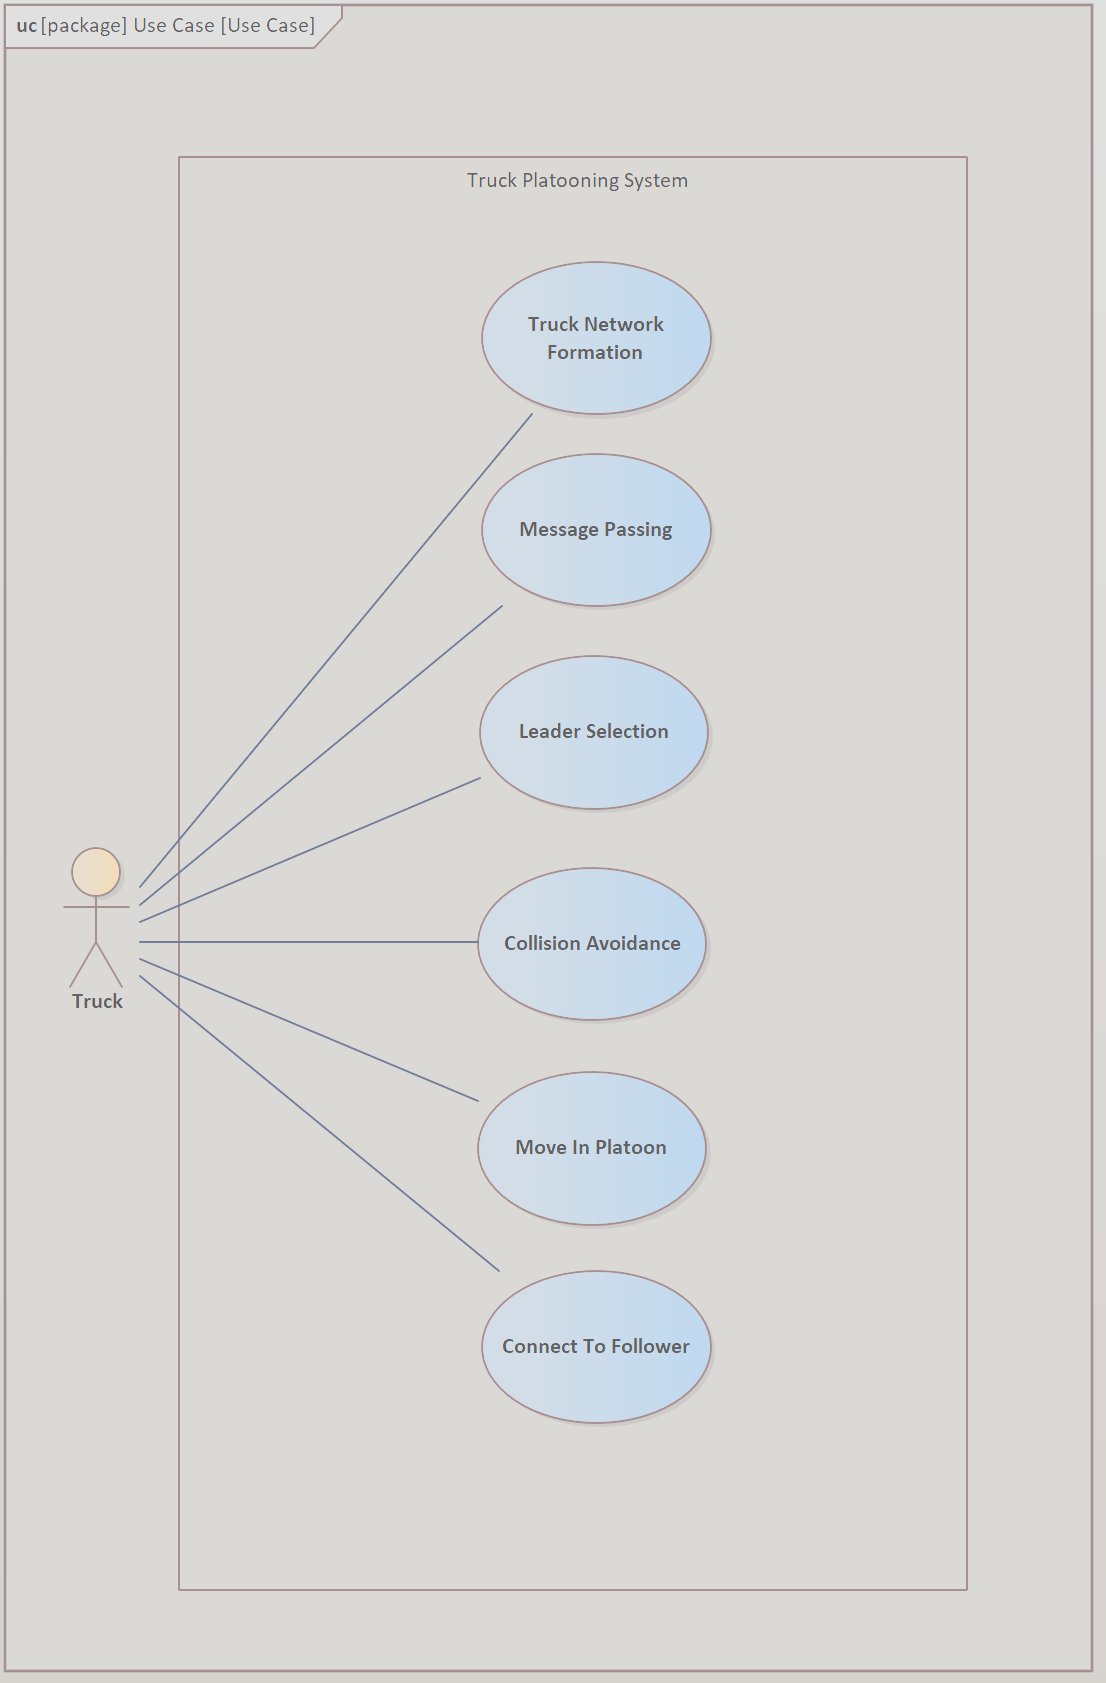 uc [package] Use Case [Use Case]
Truck Platooning System
Truck Network
Formation
Message Passing
Leader Selection
Collision Avoidance
Truck
Move In Platoon
Connect To Follower